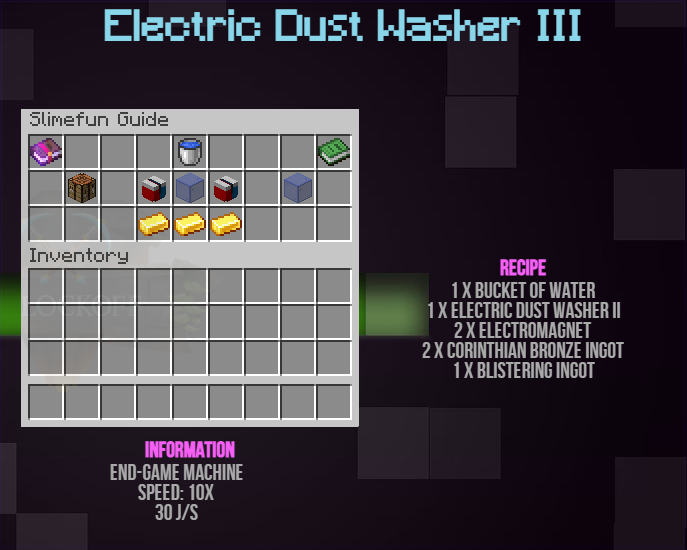 Electric Dust Washer III
Slimefun Guide
Inventory
RECIPE
1 X BUCKET OF WATER
1 X ELECTRIC DUST WASHER II
2 X ELECTROMAGNET
2 X CORINTHIAN BRONZE INGOT
1 X BLISTERING INGOT
INFORMATION
END-GAME MACHINE
SPEED: 10X
30 J/S